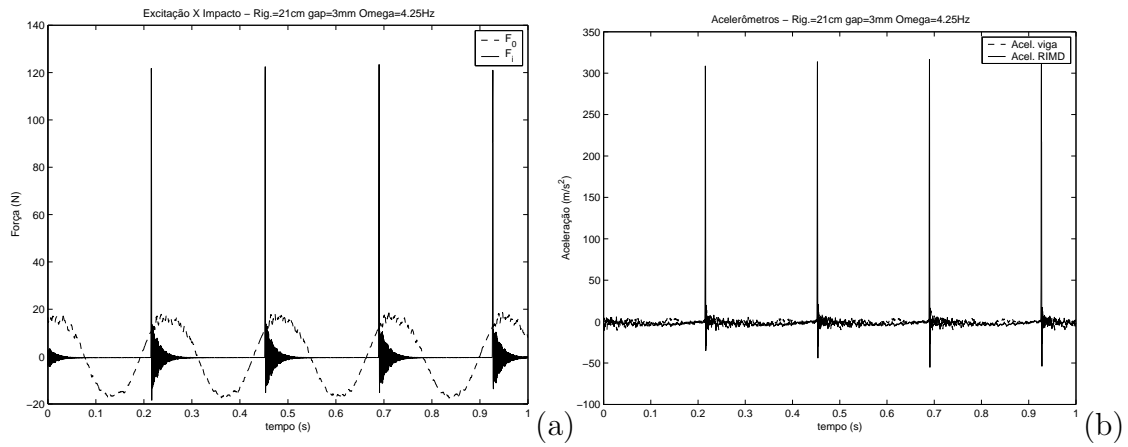 Excitação X Impacto − Rig.=21cm gap=3mm Omega=4.25Hz
F0
Fi
140
120
100
80
60
40
20
0
−20
Força (N)
0 0.1 0.2 0.3 0.4 0.5 0.6 0.7 0.8 0.9 1
tempo (s)
(a)
Acelerômetros − Rig.=21cm gap=3mm Omega=4.25Hz
Acel. viga
Acel. RIMD
350
300
250
200
150
100
50
0
−50
−100
Aceleração (m/s²)
0 0.1 0.2 0.3 0.4 0.5 0.6 0.7 0.8 0.9 1
tempo (s)
(b)